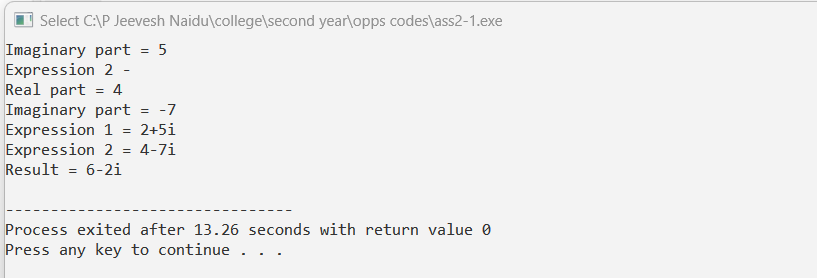 Select C:\P Jeevesh Naidu\college\second year\opps codes\ass2-1.exe
Imaginary part = 5
Expression 2 -
Real part = 4
Imaginary part = -7
Expression 1 = 2+5i
Expression 2 = 4-7i
Result = 6-2i
--------------------------------
Process exited after 13.26 seconds with return value 0
Press any key to continue . . .